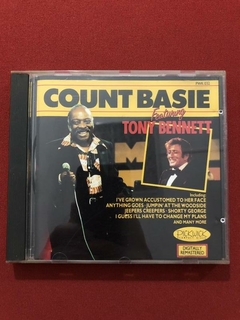 COUNT BASIE
Featuring
TONY BENNETT
Including
I'VE GROWN ACCUSTOMED TO HER FACE
ANYTHING GOES · JUMPIN' AT THE WOODSIDE
JEEPERS CREEPERS · SHORTY GEORGE
I GUESS I'LL HAVE TO CHANGE MY PLANS
AND MANY MORE
PICKWICK
DIGITALLY
REMASTERED